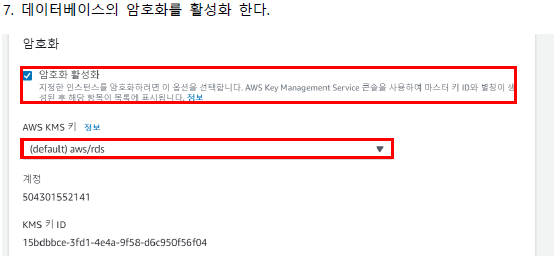 7. 데이터베이스의 암호화를 활성화 한다.
암호화
암호화 활성화
지정한 인스턴스를 암호화하려면 이 옵션을 선택합니다. AWS Key Management Service 콘솔을 사용하여 마스터 키 ID와 별칭이 생
성된 후 해당 항목이 목록에 표시됩니다. 정보
AWS KMS 키 정보
(default) aws/rds
계정
504301552141
KMS 키 ID
15bdbbce-3fd1-4e4a-9f58-d6c950f56f04